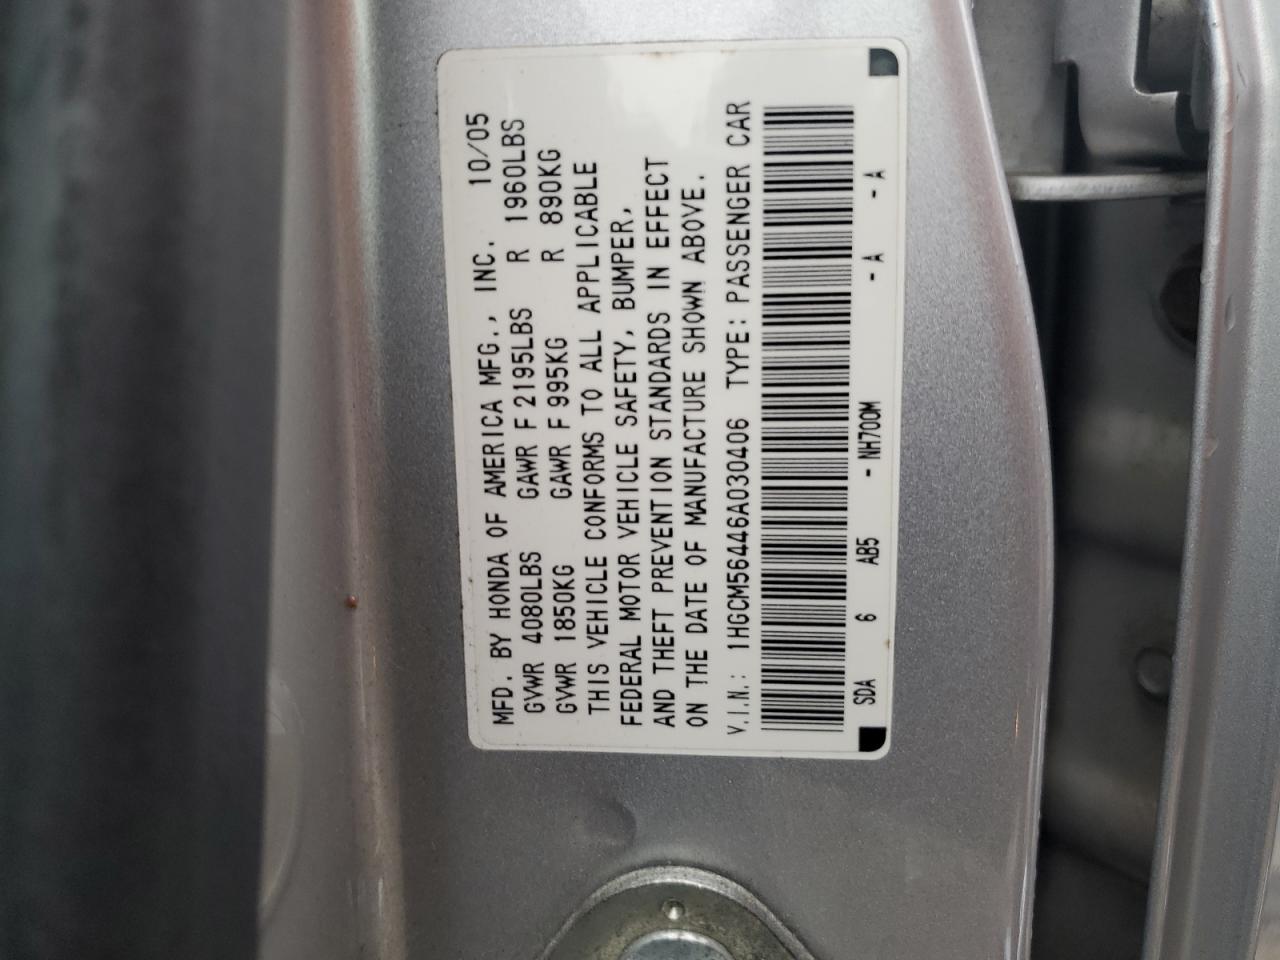 MFD. BY HONDA OF AMERICA MFG., INC. 10/05
GVWR 4080LBS GAWR F 2195LBS R 1960LBS
GVWR 1850KG GAWR F 995KG R 890KG
THIS VEHICLE CONFORMS TO ALL APPLICABLE
FEDERAL MOTOR VEHICLE SAFETY, BUMPER,
AND THEFT PREVENTION STANDARDS IN EFFECT
ON THE DATE OF MANUFACTURE SHOWN ABOVE.
V.I.N.: 1HGCM56446A030406 TYPE: PASSENGER CAR
SDA 6 AB5 - NH700M - A - A